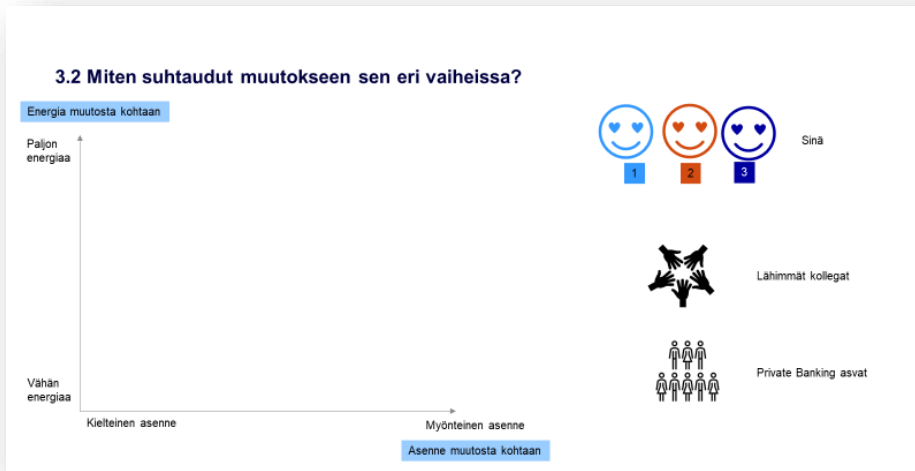 3.2 Miten suhtaudut muutokseen sen eri vaiheissa?
Energia muutosta kohtaan
Paljon
energiaa
Sinä
1
2
3
Lähimmät kollegat
Private Banking asvat
Vähän
energiaa
Kielteinen asenne
Myönteinen asenne
Asenne muutosta kohtaan